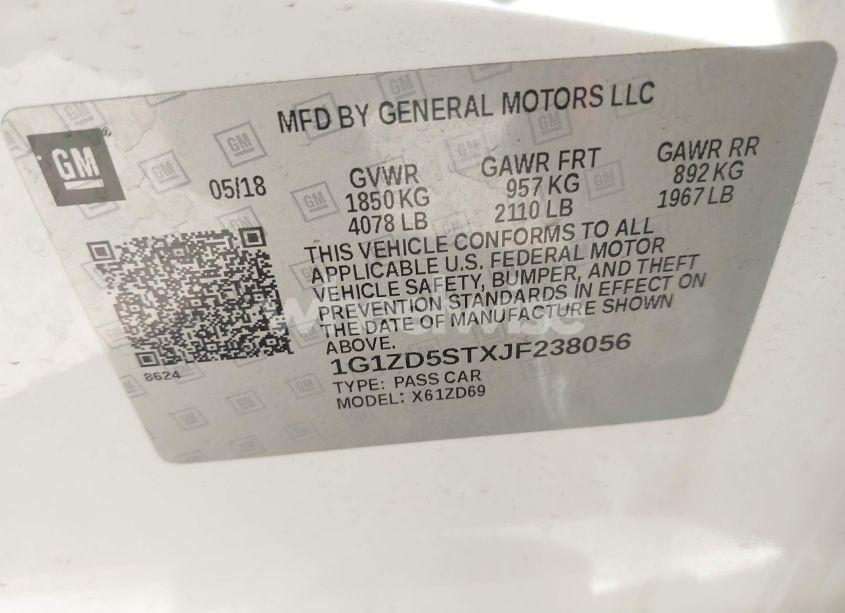 MFD BY GENERAL MOTORS LLC
GM
05/18
GVWR
1850 KG
4078 LB
GAWR FRT
957 KG
2110 LB
GAWR RR
892 KG
1967 LB
THIS VEHICLE CONFORMS TO ALL
APPLICABLE U.S. FEDERAL MOTOR
VEHICLE SAFETY, BUMPER, AND THEFT
PREVENTION STANDARDS IN EFFECT ON
THE DATE OF MANUFACTURE SHOWN
ABOVE.
1G1ZD5STXJF238056
TYPE: PASS CAR
MODEL: X61ZD69
8624